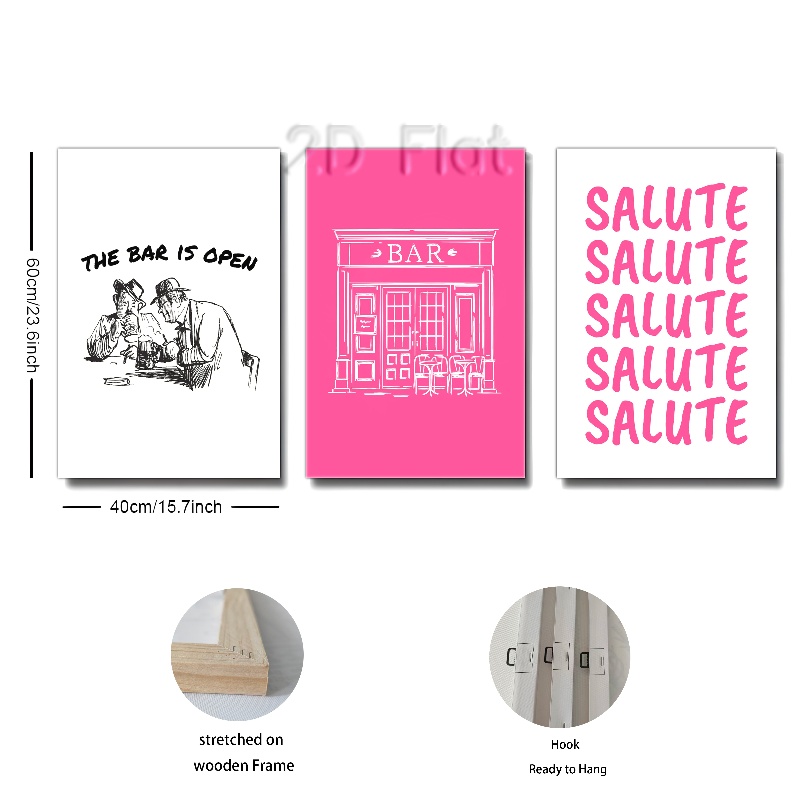 2D Flat
THE BAR IS OPEN
BAR
SALUTE
SALUTE
SALUTE
SALUTE
SALUTE
60cm/23.6inch
40cm/15.7inch
stretched on
wooden Frame
Hook
Ready to Hang